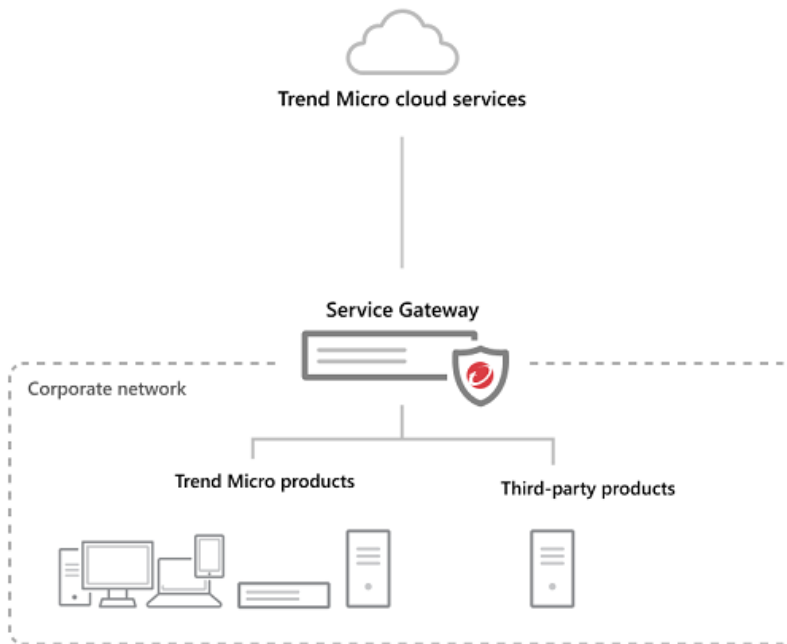 Trend Micro cloud services
Service Gateway
Corporate network
Trend Micro products
Third-party products